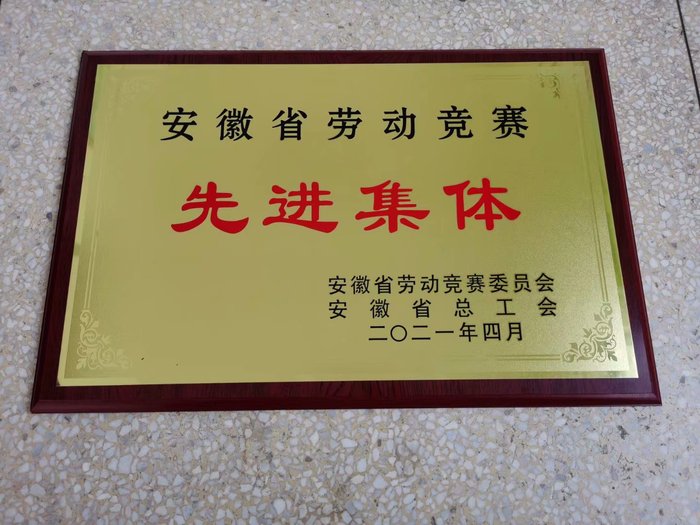 安徽省劳动竞赛
先进集体
安徽省劳动竞赛委员会
安徽省总工会
二〇二一年四月